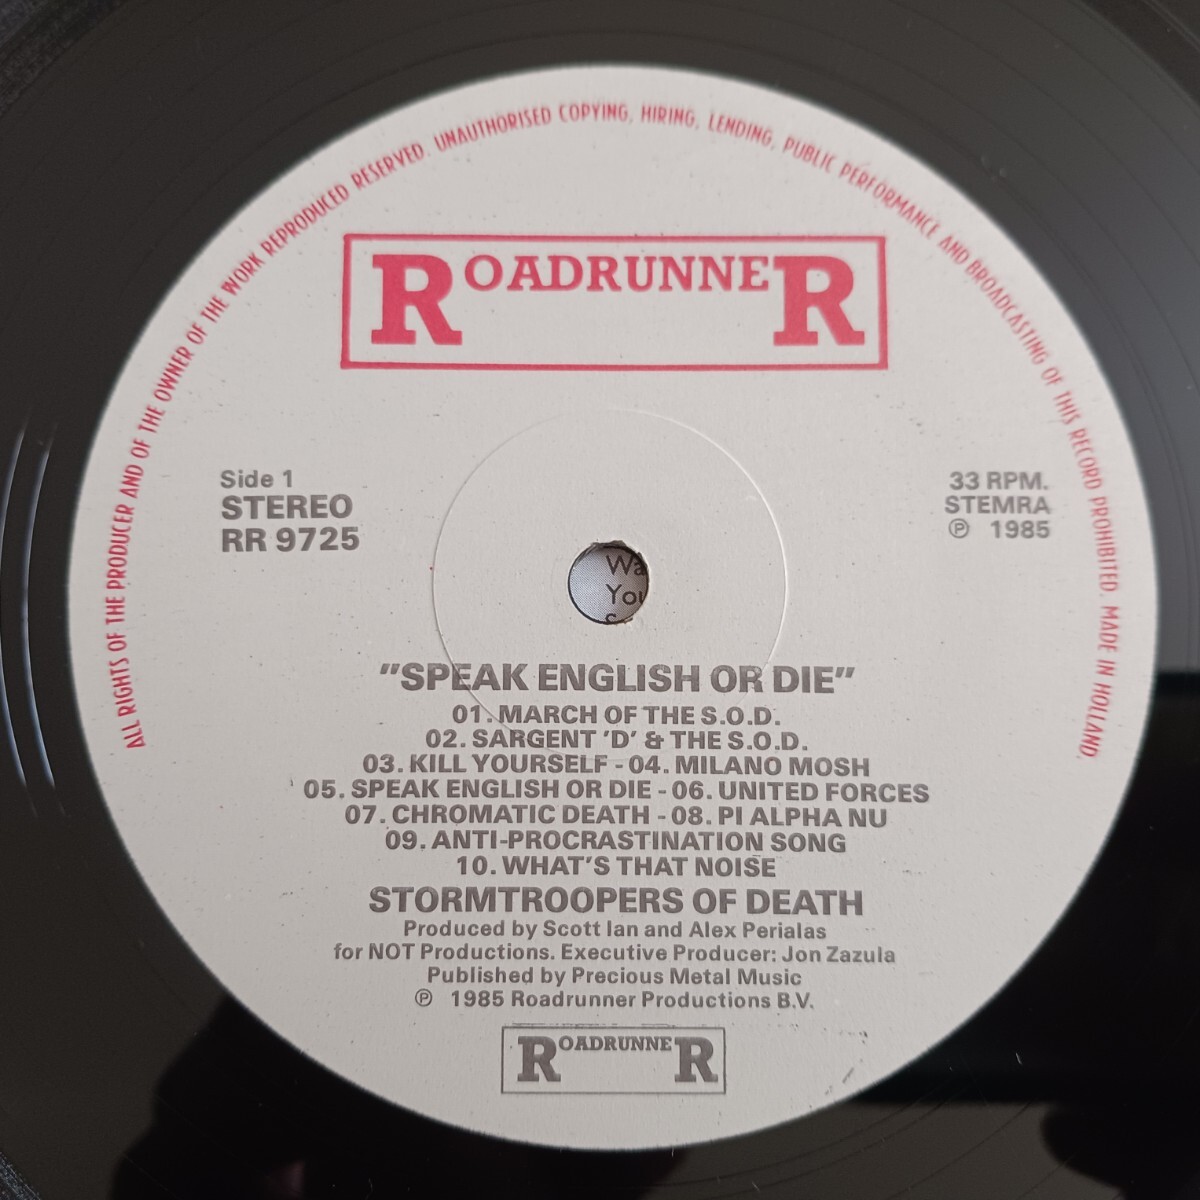 ALL RIGHTS OF THE PRODUCER AND OF THE OWNER OF THE WORK REPRODUCED RESERVED. UNAUTHORISED COPYING, HIRING, LENDING, PUBLIC PERFORMANCE AND BROADCASTING OF THIS RECORD PROHIBITED. MADE IN HOLLAND.
ROADRUNNER
Side 1
STEREO
RR 9725
33 RPM.
STEMRA
℗ 1985
"SPEAK ENGLISH OR DIE"
01. MARCH OF THE S.O.D.
02. SARGENT 'D' & THE S.O.D.
03. KILL YOURSELF - 04. MILANO MOSH
05. SPEAK ENGLISH OR DIE - 06. UNITED FORCES
07. CHROMATIC DEATH - 08. PI ALPHA NU
09. ANTI-PROCRASTINATION SONG
10. WHAT'S THAT NOISE
STORMTROOPERS OF DEATH
Produced by Scott Ian and Alex Perialas
for NOT Productions. Executive Producer: Jon Zazula
Published by Precious Metal Music
℗ 1985 Roadrunner Productions B.V.
ROADRUNNER